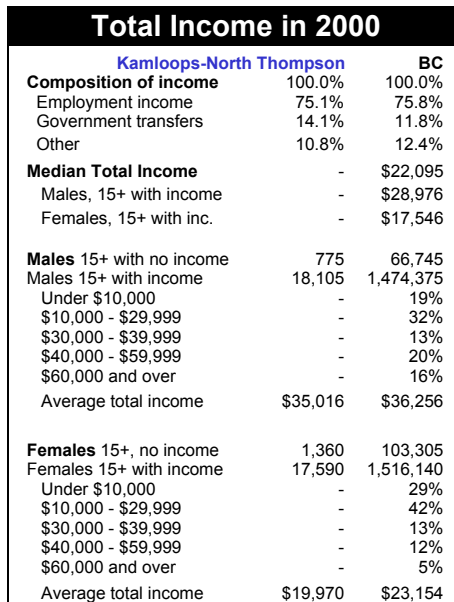 Total Income in 2000
Kamloops-North Thompson BC
Composition of income 100.0% 100.0%
Employment income 75.1% 75.8%
Government transfers 14.1% 11.8%
Other 10.8% 12.4%
Median Total Income - $22,095
Males, 15+ with income - $28,976
Females, 15+ with inc. - $17,546
Males 15+ with no income 775 66,745
Males 15+ with income 18,105 1,474,375
Under $10,000 - 19%
$10,000 - $29,999 - 32%
$30,000 - $39,999 - 13%
$40,000 - $59,999 - 20%
$60,000 and over - 16%
Average total income $35,016 $36,256
Females 15+, no income 1,360 103,305
Females 15+ with income 17,590 1,516,140
Under $10,000 - 29%
$10,000 - $29,999 - 42%
$30,000 - $39,999 - 13%
$40,000 - $59,999 - 12%
$60,000 and over - 5%
Average total income $19,970 $23,154